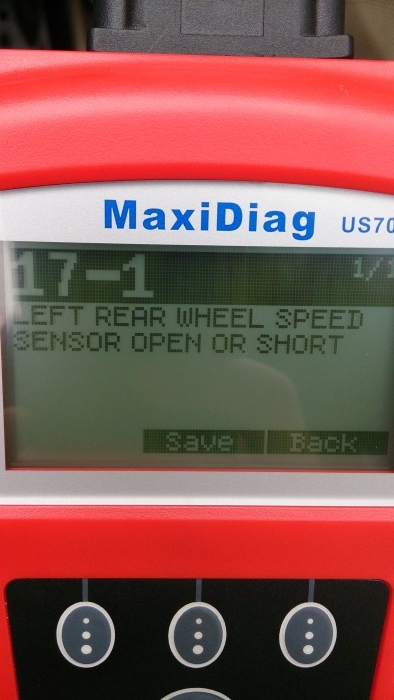 MaxiDiag US70
17-1 1/1
LEFT REAR WHEEL SPEED
SENSOR OPEN OR SHORT
Save Back